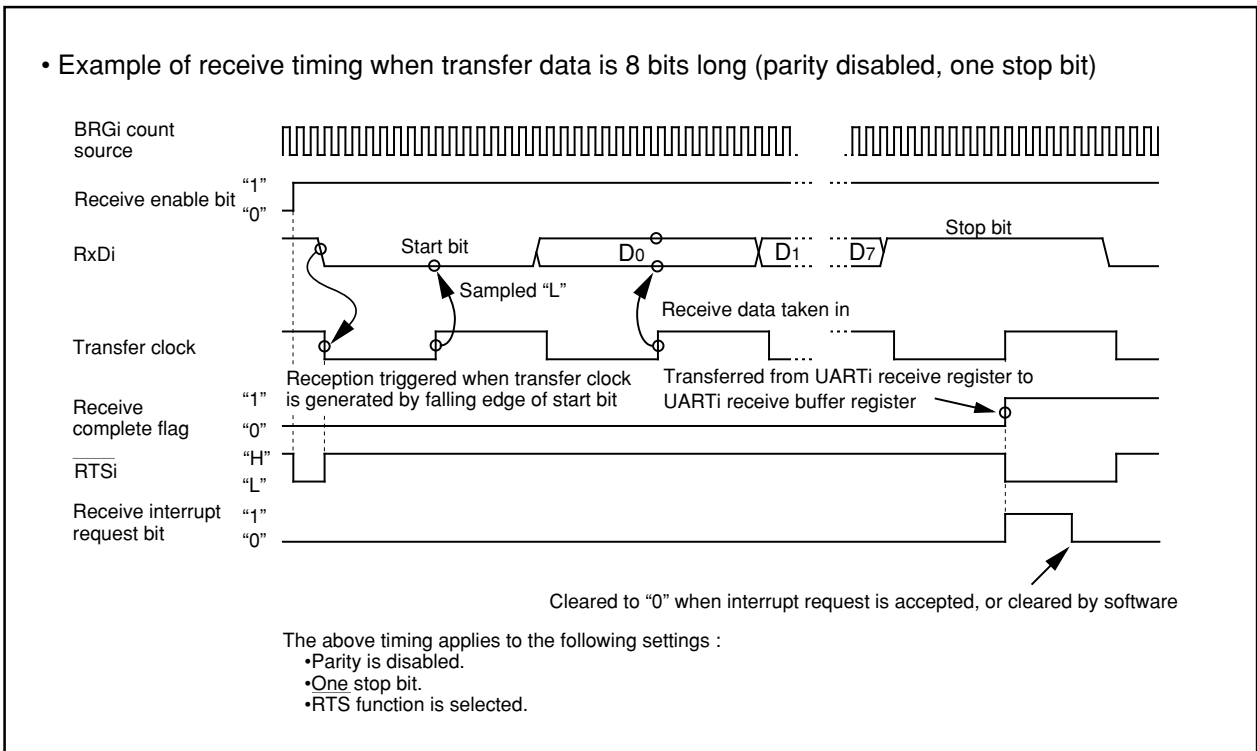 • Example of receive timing when transfer data is 8 bits long (parity disabled, one stop bit)
BRGi count
source
Receive enable bit
“1”
“0”
RxDi
Start bit
D0
D1
D7
Stop bit
Sampled “L”
Receive data taken in
Transfer clock
Reception triggered when transfer clock
is generated by falling edge of start bit
Transferred from UARTi receive register to
UARTi receive buffer register
Receive
complete flag
“1”
“0”
RTSi
“H”
“L”
Receive interrupt
request bit
“1”
“0”
Cleared to “0” when interrupt request is accepted, or cleared by software
The above timing applies to the following settings :
•Parity is disabled.
•One stop bit.
•RTS function is selected.